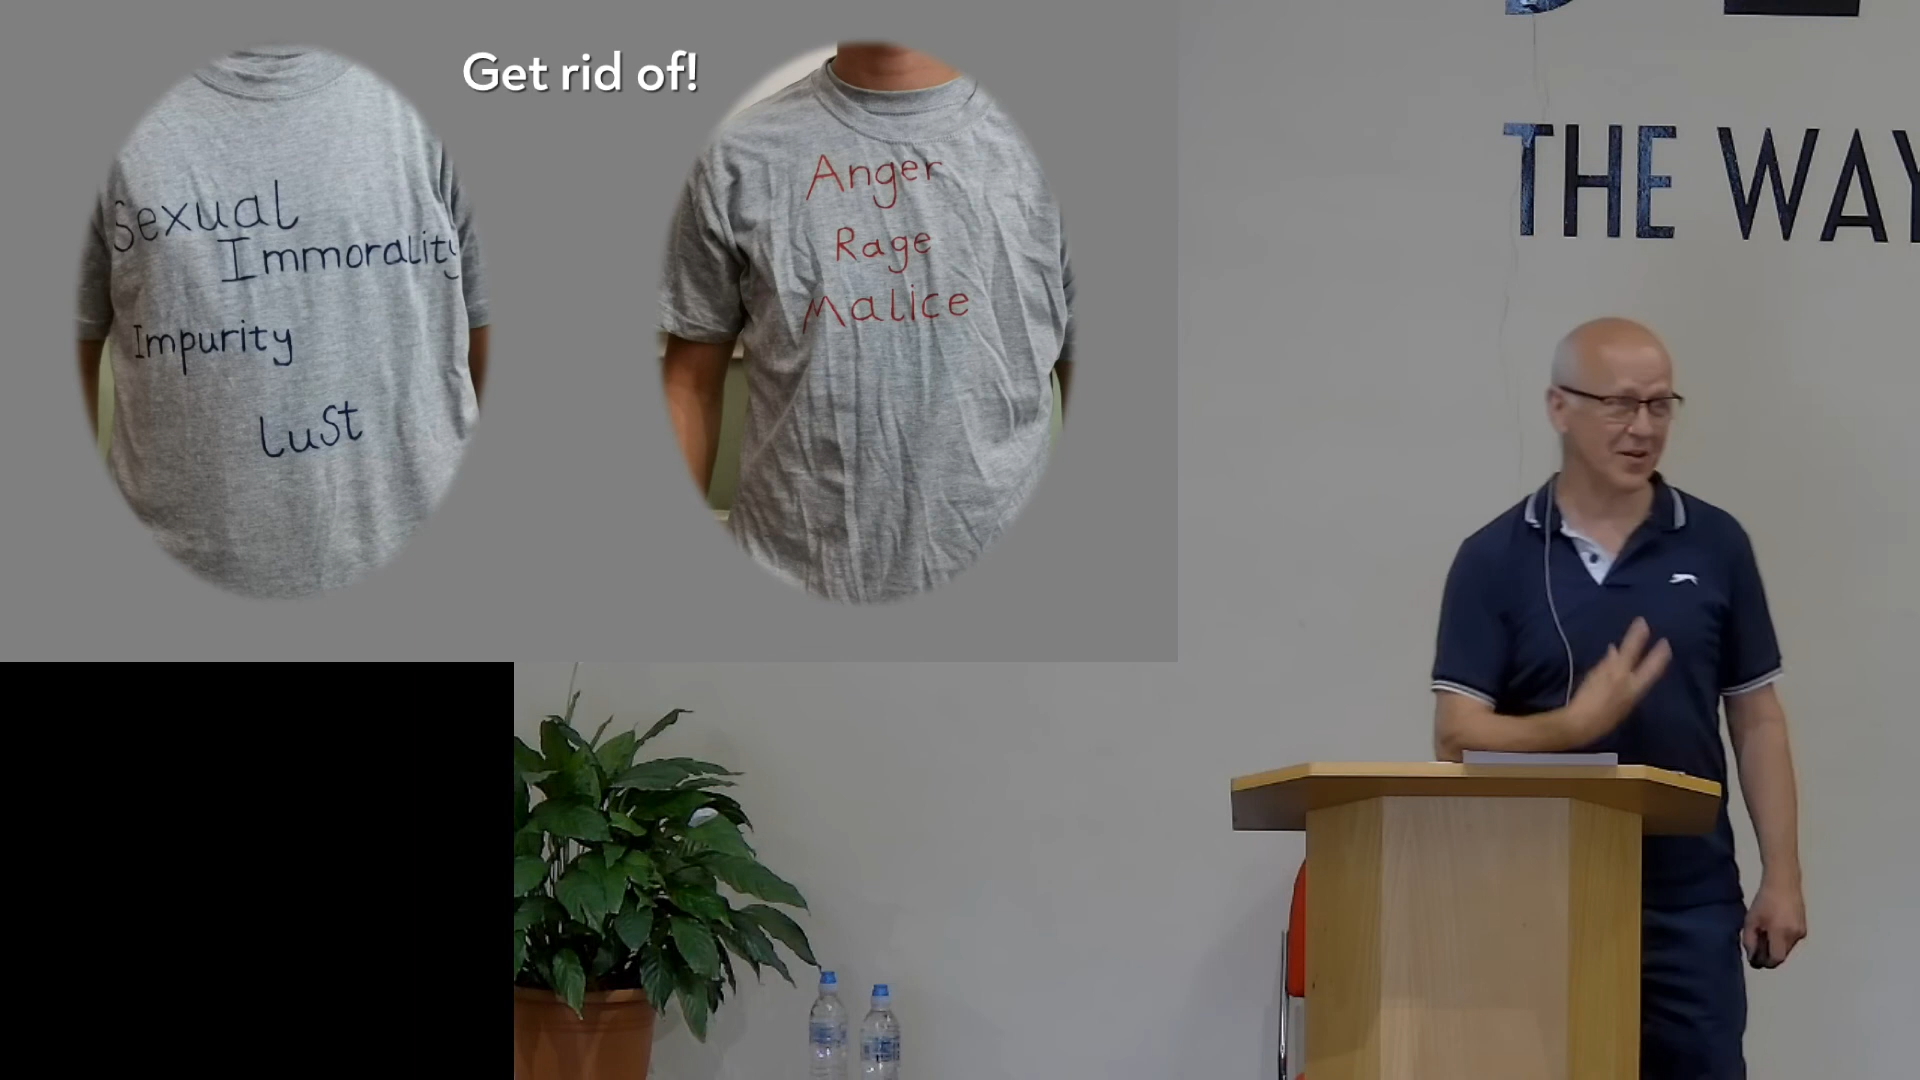 Get rid of!
Sexual
Immorality
Impurity
Lust
Anger
Rage
Malice
THE WAY